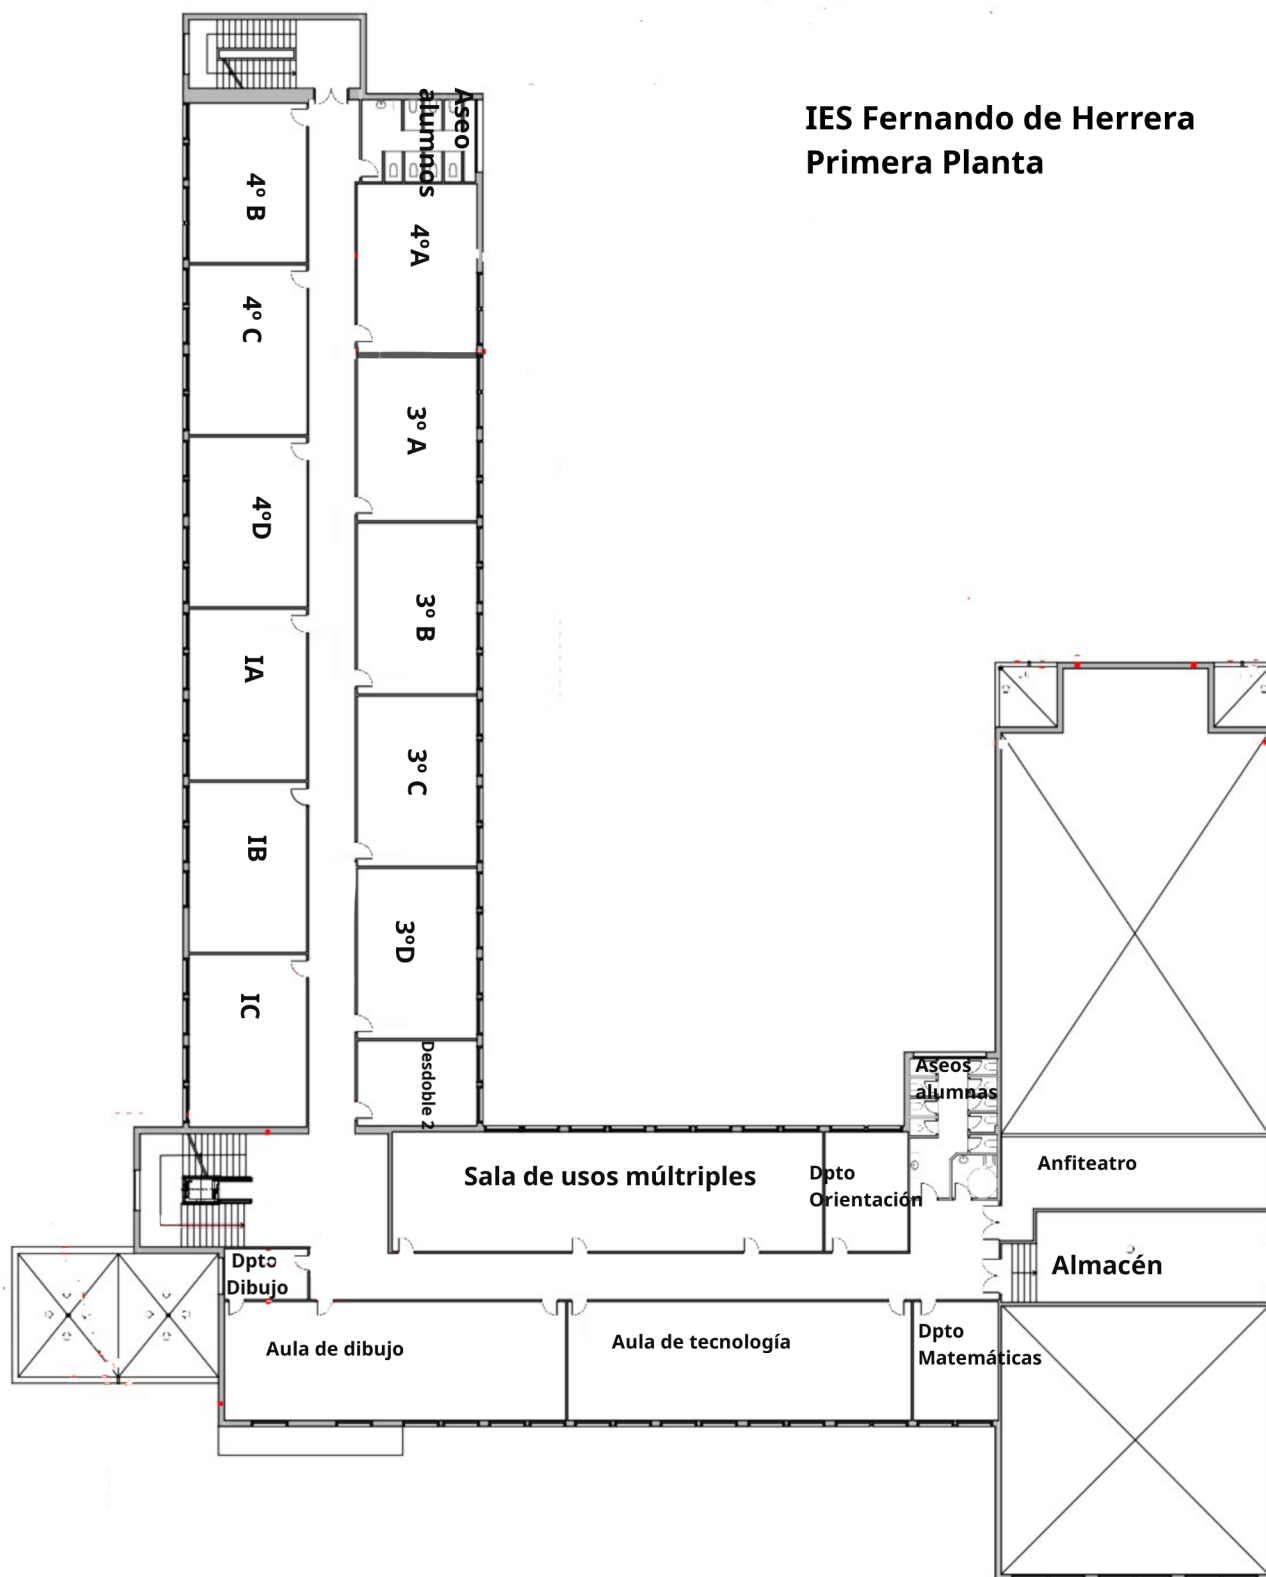 IES Fernando de Herrera
Primera Planta
Aseo
alumnos
4º B
4ºA
4º C
3º A
4ºD
3º B
IA
3º C
IB
3ºD
IC
Desdoble 2
Aseos
alumnas
Sala de usos múltriples
Dpto
Orientación
Anfiteatro
Almacén
Dpto
Dibujo
Aula de dibujo
Aula de tecnología
Dpto
Matemáticas